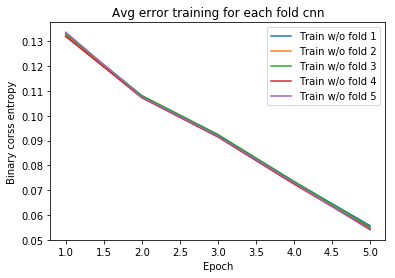 Avg error training for each fold cnn
Train w/o fold 1
Train w/o fold 2
Train w/o fold 3
Train w/o fold 4
Train w/o fold 5
Binary corss entropy
0.13
0.12
0.11
0.10
0.09
0.08
0.07
0.06
0.05
1.0 1.5 2.0 2.5 3.0 3.5 4.0 4.5 5.0
Epoch